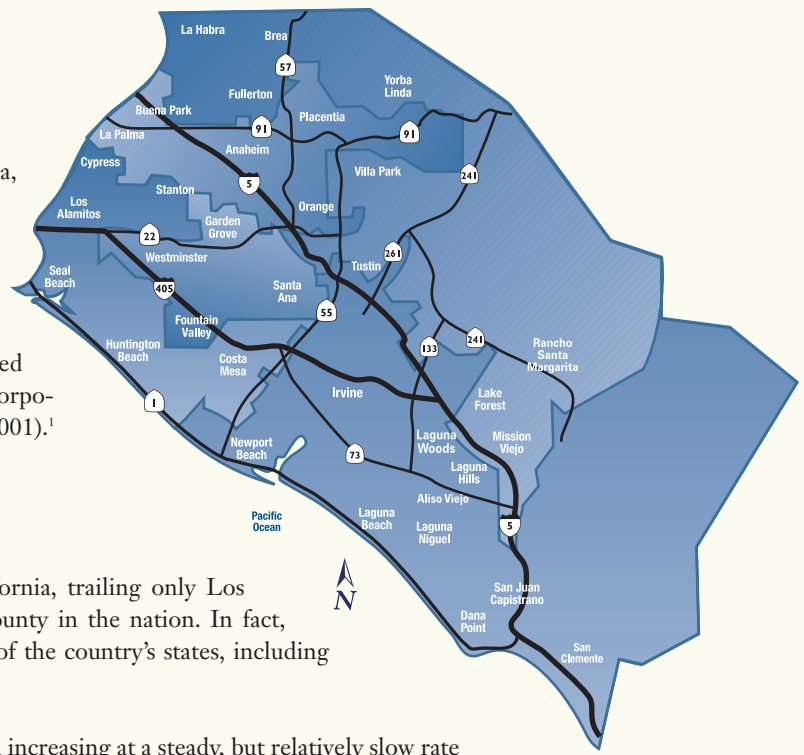 La Habra
Brea
57
Yorba
Linda
Fullerton
Buena Park
Placentia
91
91
La Palma
Anaheim
Cypress
Villa Park
a,
241
5
Stanton
Los
Alamitos
Orange
Garden
Grove
22
261
Westminster
Tustin
Seal
Beach
405
Santa
Ana
55
Fountain
Valley
Huntington
Beach
133
241
Rancho
Santa
Margarita
ed
Costa
Mesa
orpo-
Irvine
1
Lake
Forest
001).1
Newport
Beach
Laguna
Woods
Mission
Viejo
73
Laguna
Hills
Aliso Viejo
Pacific
Ocean
Laguna
Beach
Laguna
Niguel
5
N
fornia, trailing only Los
San Juan
Capistrano
ounty in the nation. In fact,
Dana
Point
of the country's states, including
San
Clemente
increasing at a steady, but relatively slow rate